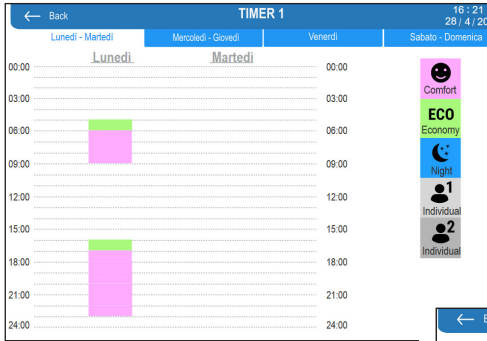 ← Back TIMER 1 16 : 21
28 / 4 / 20
Lunedì - Martedì Mercoledì - Giovedì Venerdì Sabato - Domenica
Lunedì Martedì
00:00 00:00
03:00 03:00
06:00 06:00
09:00 09:00
12:00 12:00
15:00 15:00
18:00 18:00
21:00 21:00
24:00 24:00
Comfort
ECO
Economy
Night
1
Individual
2
Individual
←